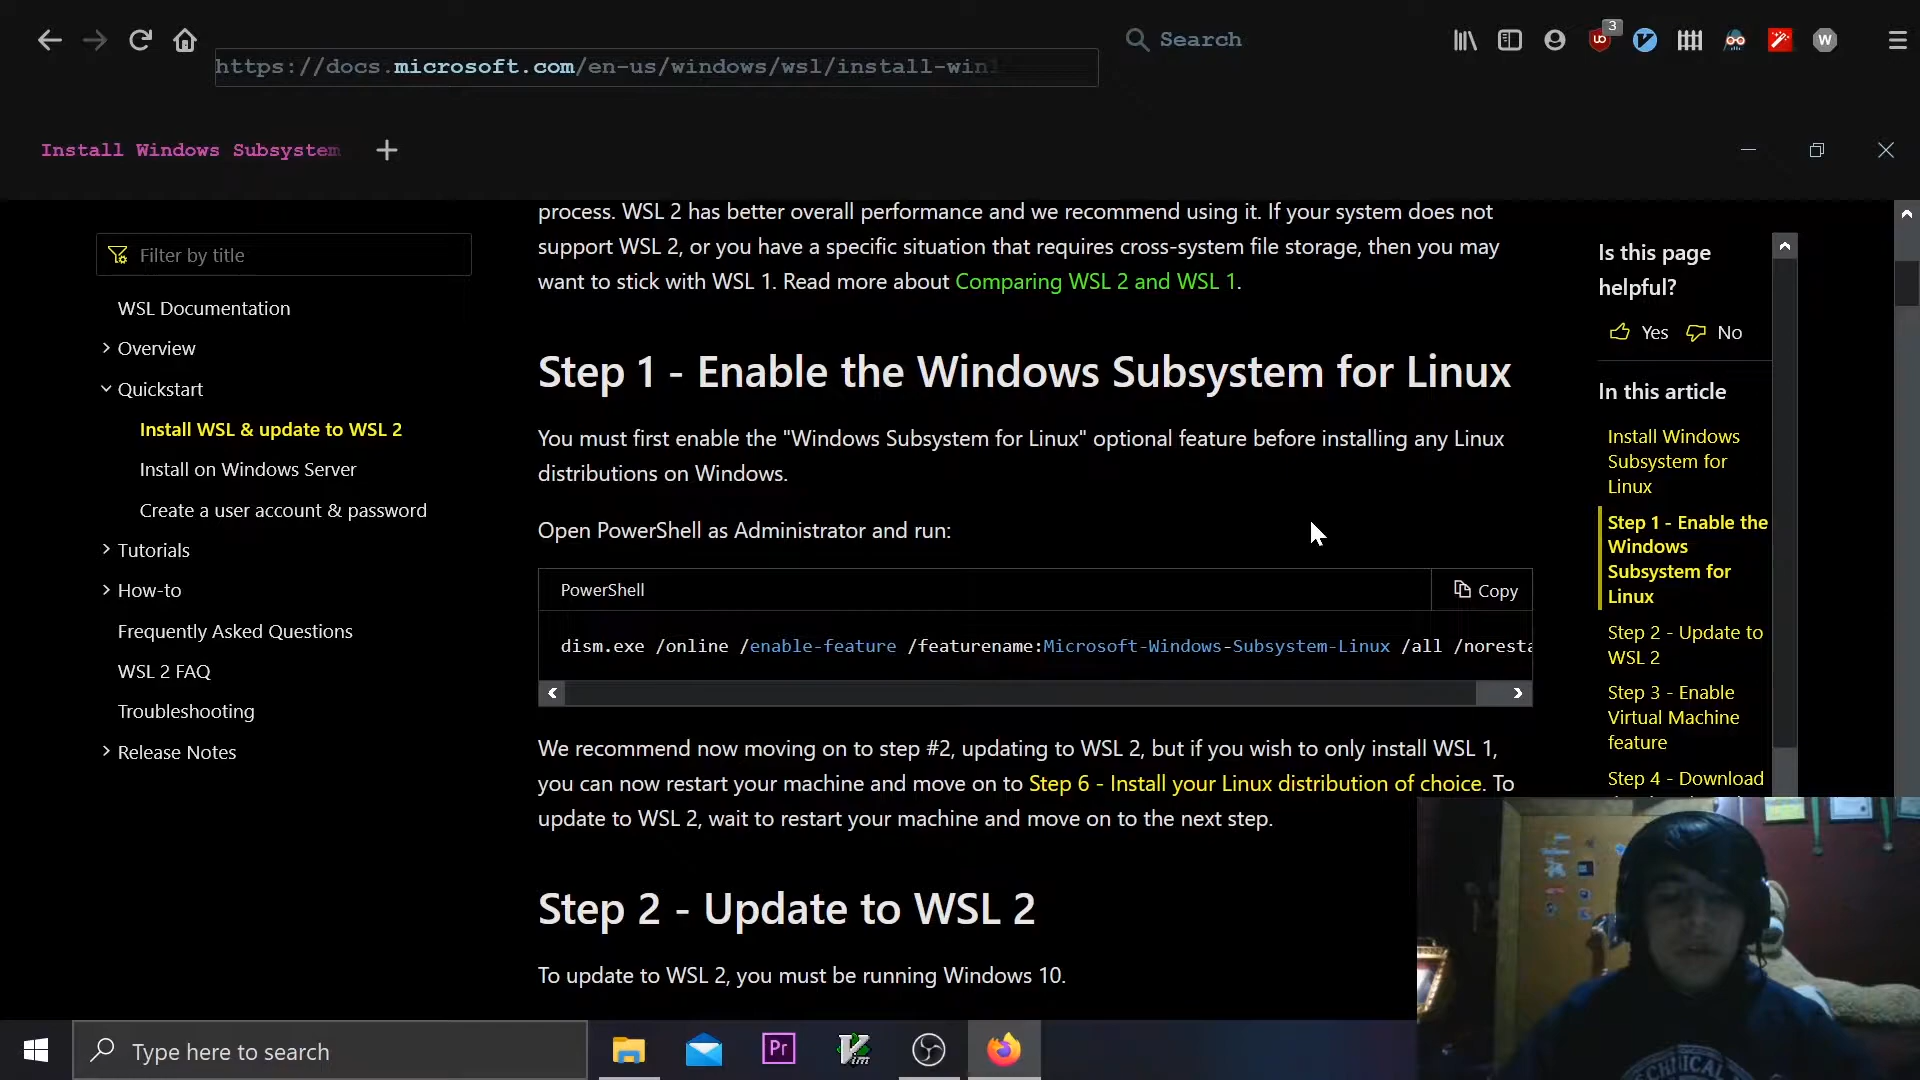 3
W
Search
https://docs.microsoft.com/en-us/windows/wsl/install-win
Install Windows Subsystem
Filter by title
WSL Documentation
Overview
Quickstart
Install WSL & update to WSL 2
Install on Windows Server
Create a user account & password
Tutorials
How-to
Frequently Asked Questions
WSL 2 FAQ
Troubleshooting
Release Notes
process. WSL 2 has better overall performance and we recommend using it. If your system does not
support WSL 2, or you have a specific situation that requires cross-system file storage, then you may
want to stick with WSL 1. Read more about Comparing WSL 2 and WSL 1.
Step 1 - Enable the Windows Subsystem for Linux
You must first enable the "Windows Subsystem for Linux" optional feature before installing any Linux
distributions on Windows.
Open PowerShell as Administrator and run:
PowerShell
Copy
dism.exe /online /enable-feature /featurename:Microsoft-Windows-Subsystem-Linux /all /noresta
We recommend now moving on to step #2, updating to WSL 2, but if you wish to only install WSL 1,
you can now restart your machine and move on to Step 6 - Install your Linux distribution of choice. To
update to WSL 2, wait to restart your machine and move on to the next step.
Step 2 - Update to WSL 2
To update to WSL 2, you must be running Windows 10.
Is this page
helpful?
Yes
No
In this article
Install Windows
Subsystem for
Linux
Step 1 - Enable the
Windows
Subsystem for
Linux
Step 2 - Update to
WSL 2
Step 3 - Enable
Virtual Machine
feature
Step 4 - Download
Type here to search
Pr
Vim